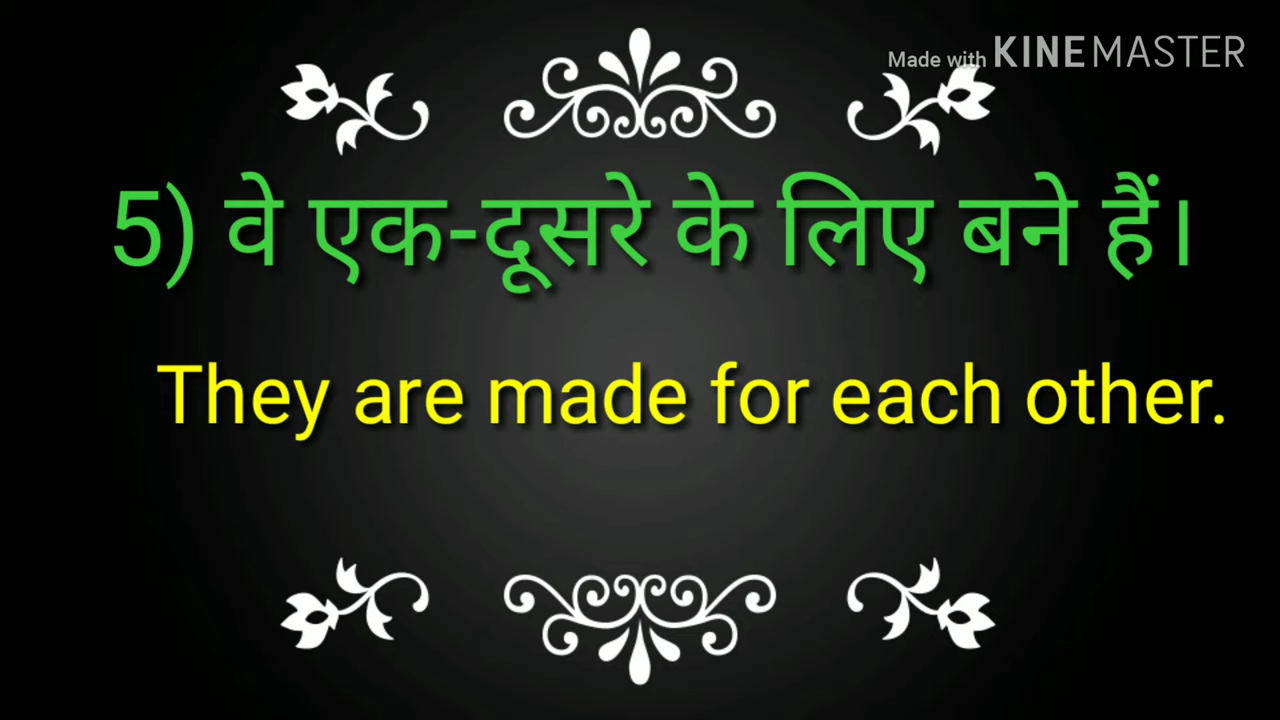 Made with KINEMASTER
5) वे एक-दूसरे के लिए बने हैं।
They are made for each other.